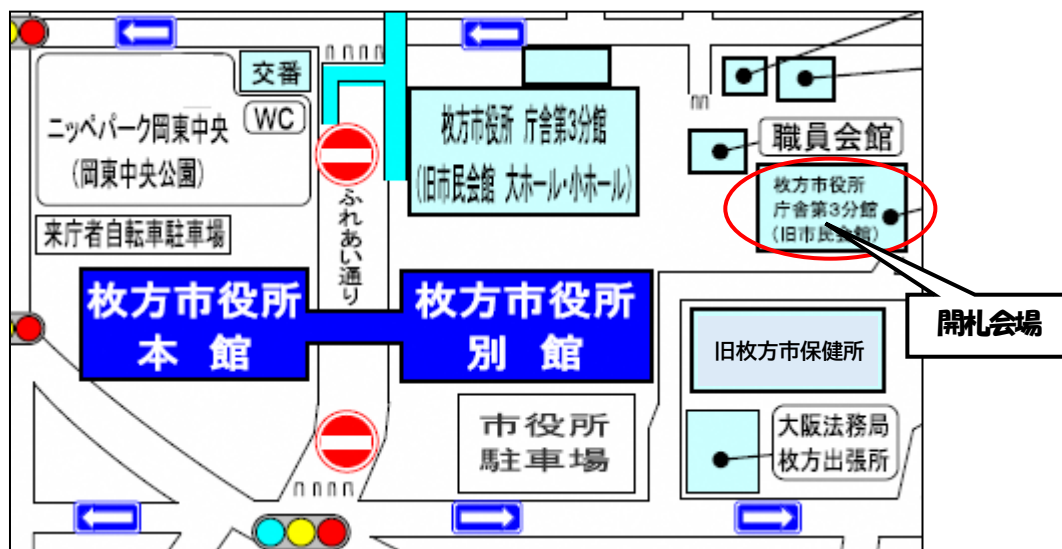 交番
WC
ニッペパーク岡東中央
(岡東中央公園)
来庁者自転車駐車場
ふれあい通り
枚方市役所 庁舎第3分館
(旧市民会館 大ホール・小ホール)
職員会館
枚方市役所
庁舎第3分館
(旧市民会館)
開札会場
枚方市役所
本館
枚方市役所
別館
旧枚方市保健所
市役所
駐車場
大阪法務局
枚方出張所